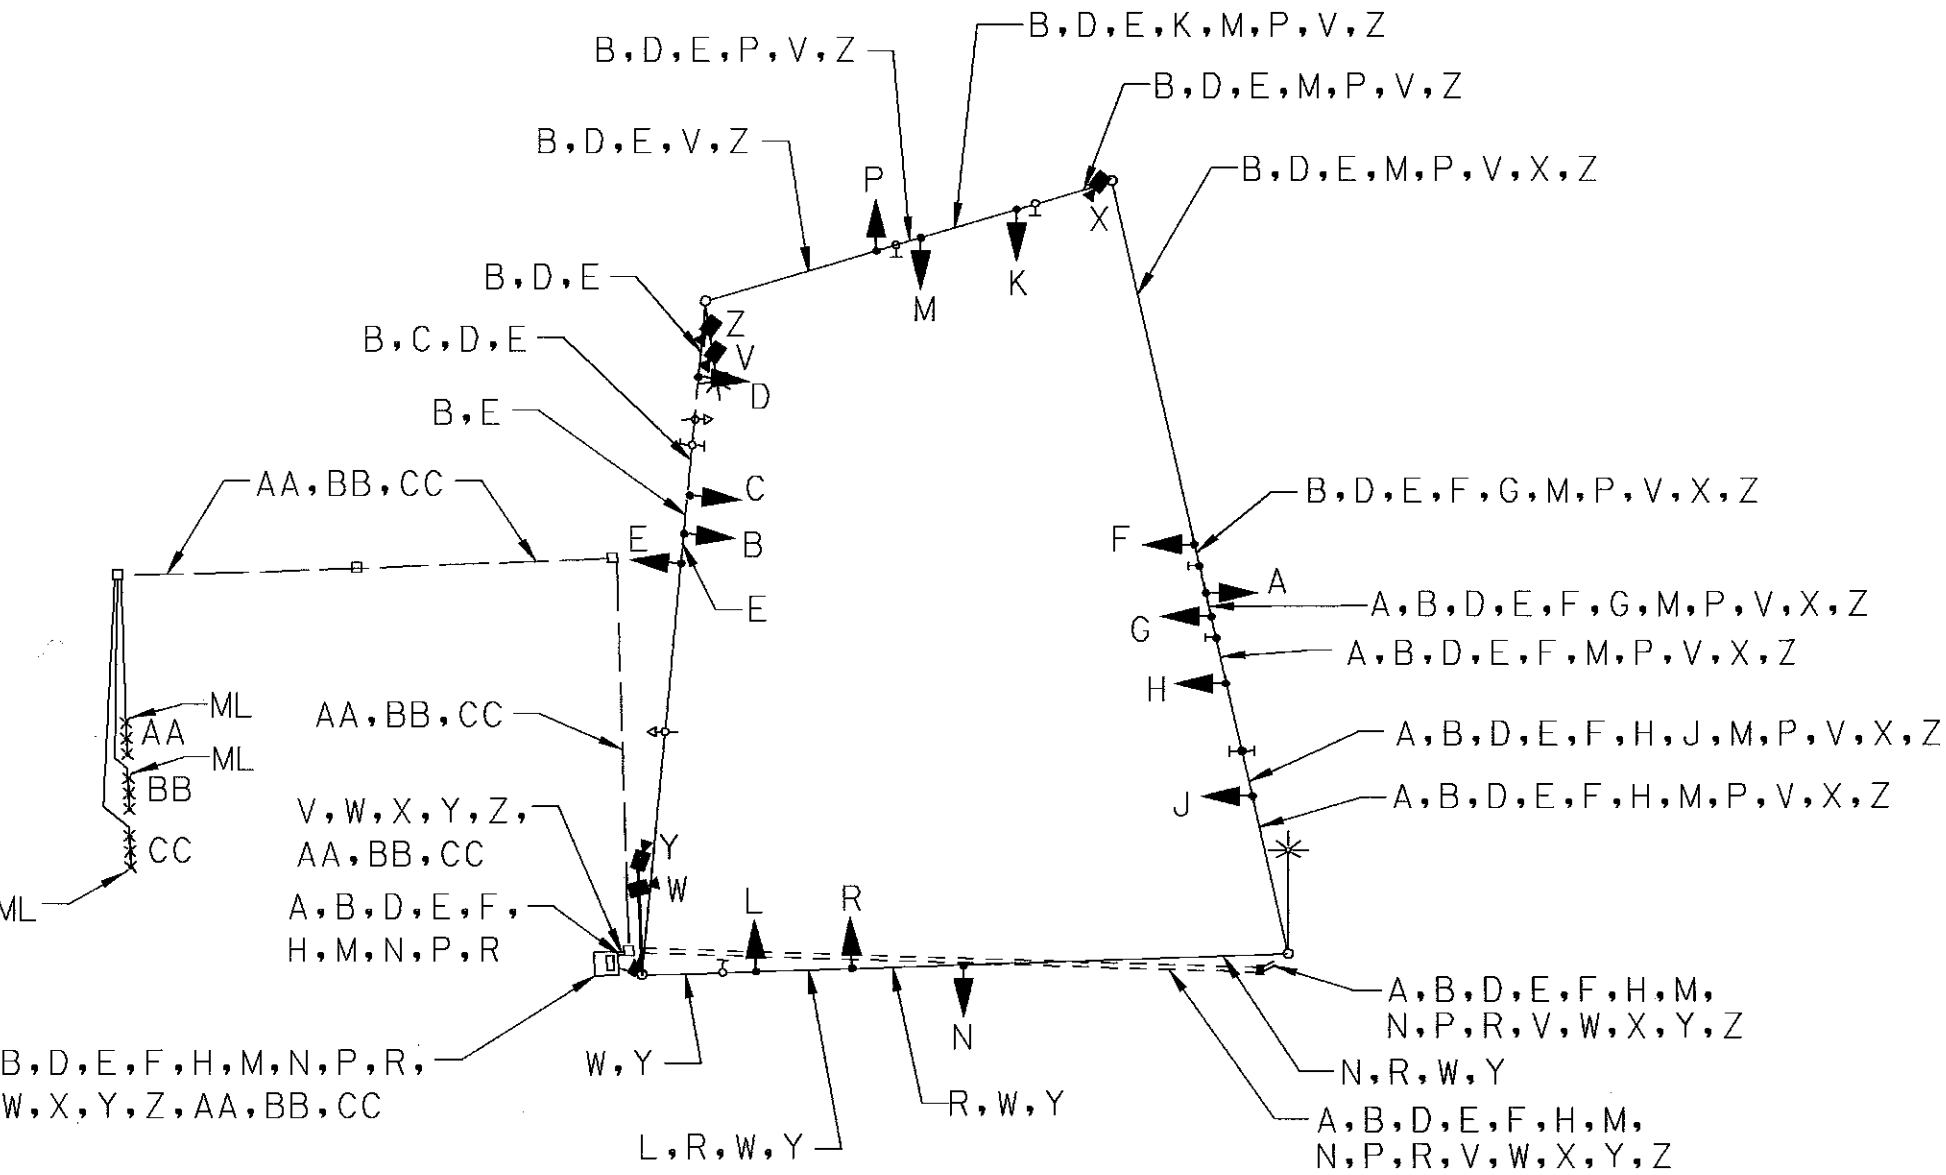 B,D,E,K,M,P,V,Z
B,D,E,P,V,Z
B,D,E,M,P,V,Z
B,D,E,V,Z
B,D,E,M,P,V,X,Z
P
X
K
M
B,D,E
Z
B,C,D,E
V
D
B,E
AA,BB,CC
C
B,D,E,F,G,M,P,V,X,Z
E
B
F
A
E
A,B,D,E,F,G,M,P,V,X,Z
G
A,B,D,E,F,M,P,V,X,Z
H
ML
AA,BB,CC
AA
A,B,D,E,F,H,J,M,P,V,X,Z
ML
BB
A,B,D,E,F,H,M,P,V,X,Z
J
V,W,X,Y,Z,
AA,BB,CC
CC
Y
W
L
R
ML
A,B,D,E,F,
H,M,N,P,R
A,B,D,E,F,H,M,
N,P,R,V,W,X,Y,Z
N
B,D,E,F,H,M,N,P,R,
W,X,Y,Z,AA,BB,CC
W,Y
N,R,W,Y
R,W,Y
A,B,D,E,F,H,M,
N,P,R,V,W,X,Y,Z
L,R,W,Y